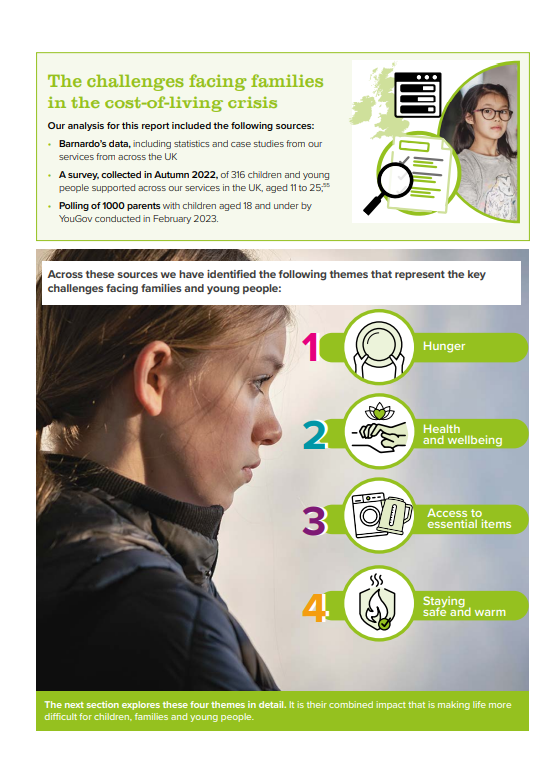 The challenges facing families
in the cost-of-living crisis
Our analysis for this report included the following sources:
• Barnardo's data, including statistics and case studies from our
services from across the UK
• A survey, collected in Autumn 2022, of 316 children and young
people supported across our services in the UK, aged 11 to 25;55
• Polling of 1000 parents with children aged 18 and under by
YouGov conducted in February 2023.
Across these sources we have identified the following themes that represent the key
challenges facing families and young people:
1 Hunger
2 Health
and wellbeing
3 Access to
essential items
4 Staying
safe and warm
The next section explores these four themes in detail. It is their combined impact that is making life more
difficult for children, families and young people.